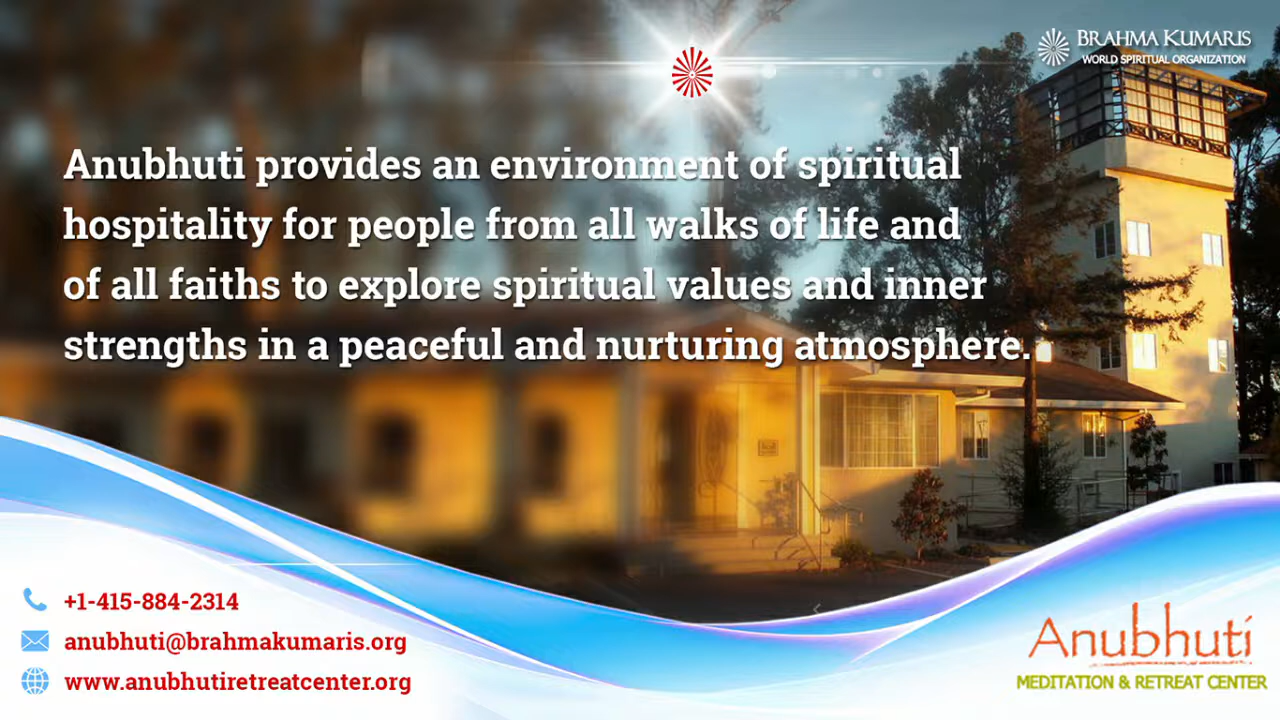 BRAHMA KUMARIS
WORLD SPIRITUAL ORGANIZATION
Anubhuti provides an environment of spiritual
hospitality for people from all walks of life and
of all faiths to explore spiritual values and inner
strengths in a peaceful and nurturing atmosphere.
+1-415-884-2314
anubhuti@brahmakumaris.org
www.anubhutiretreatcenter.org
Anubhuti
MEDITATION & RETREAT CENTER